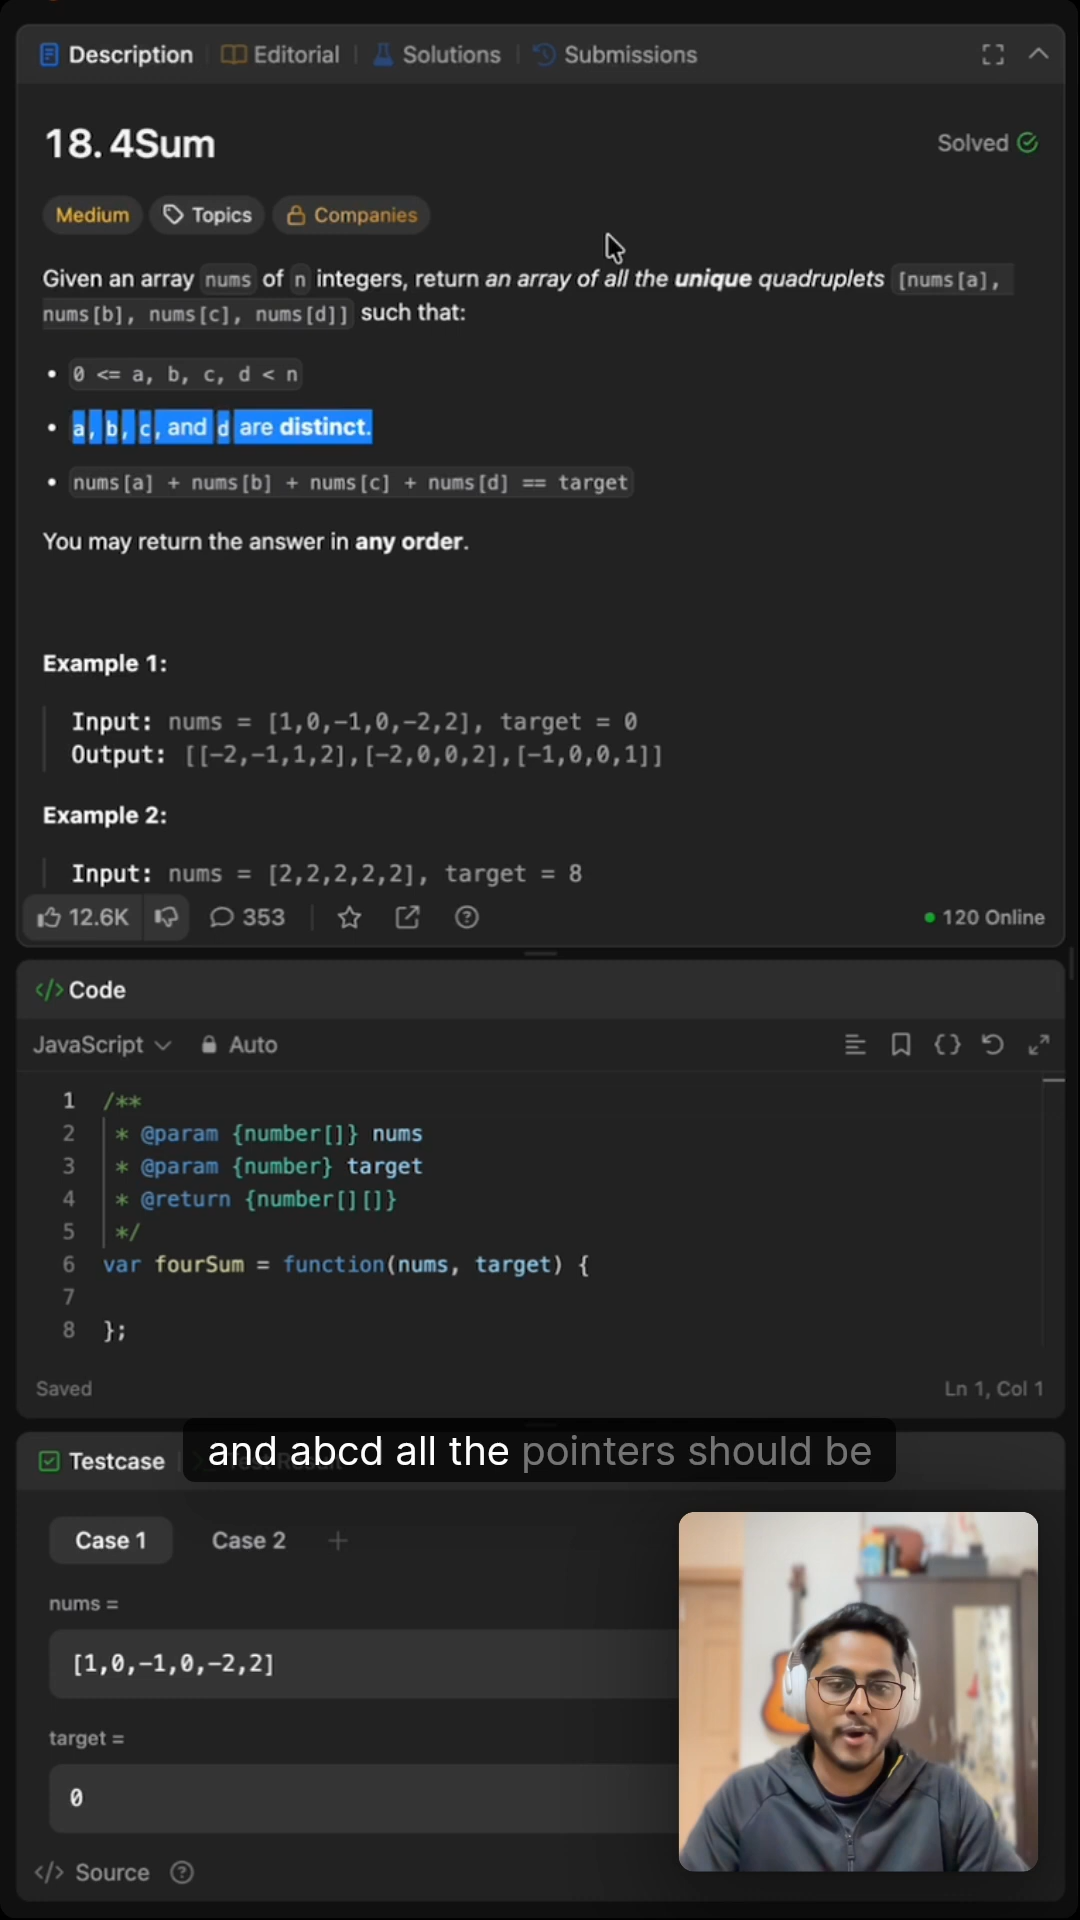 Description | Editorial | Solutions | Submissions
18. 4Sum
Solved
Medium Topics Companies
Given an array nums of n integers, return an array of all the unique quadruplets [nums[a],
nums[b], nums[c], nums[d]] such that:
• 0 <= a, b, c, d < n
• a, b, c, and d are distinct.
• nums[a] + nums[b] + nums[c] + nums[d] == target
You may return the answer in any order.
Example 1:
Input: nums = [1,0,-1,0,-2,2], target = 0
Output: [[-2,-1,1,2],[-2,0,0,2],[-1,0,0,1]]
Example 2:
Input: nums = [2,2,2,2,2], target = 8
12.6K 353 120 Online
</> Code
JavaScript Auto
1 /**
2 * @param {number[]} nums
3 * @param {number} target
4 * @return {number[][]}
5 */
6 var fourSum = function(nums, target) {
7
8 };
Saved Ln 1, Col 1
Testcase
and abcd all the pointers should be
Case 1 Case 2 +
nums =
[1,0,-1,0,-2,2]
target =
0
</> Source